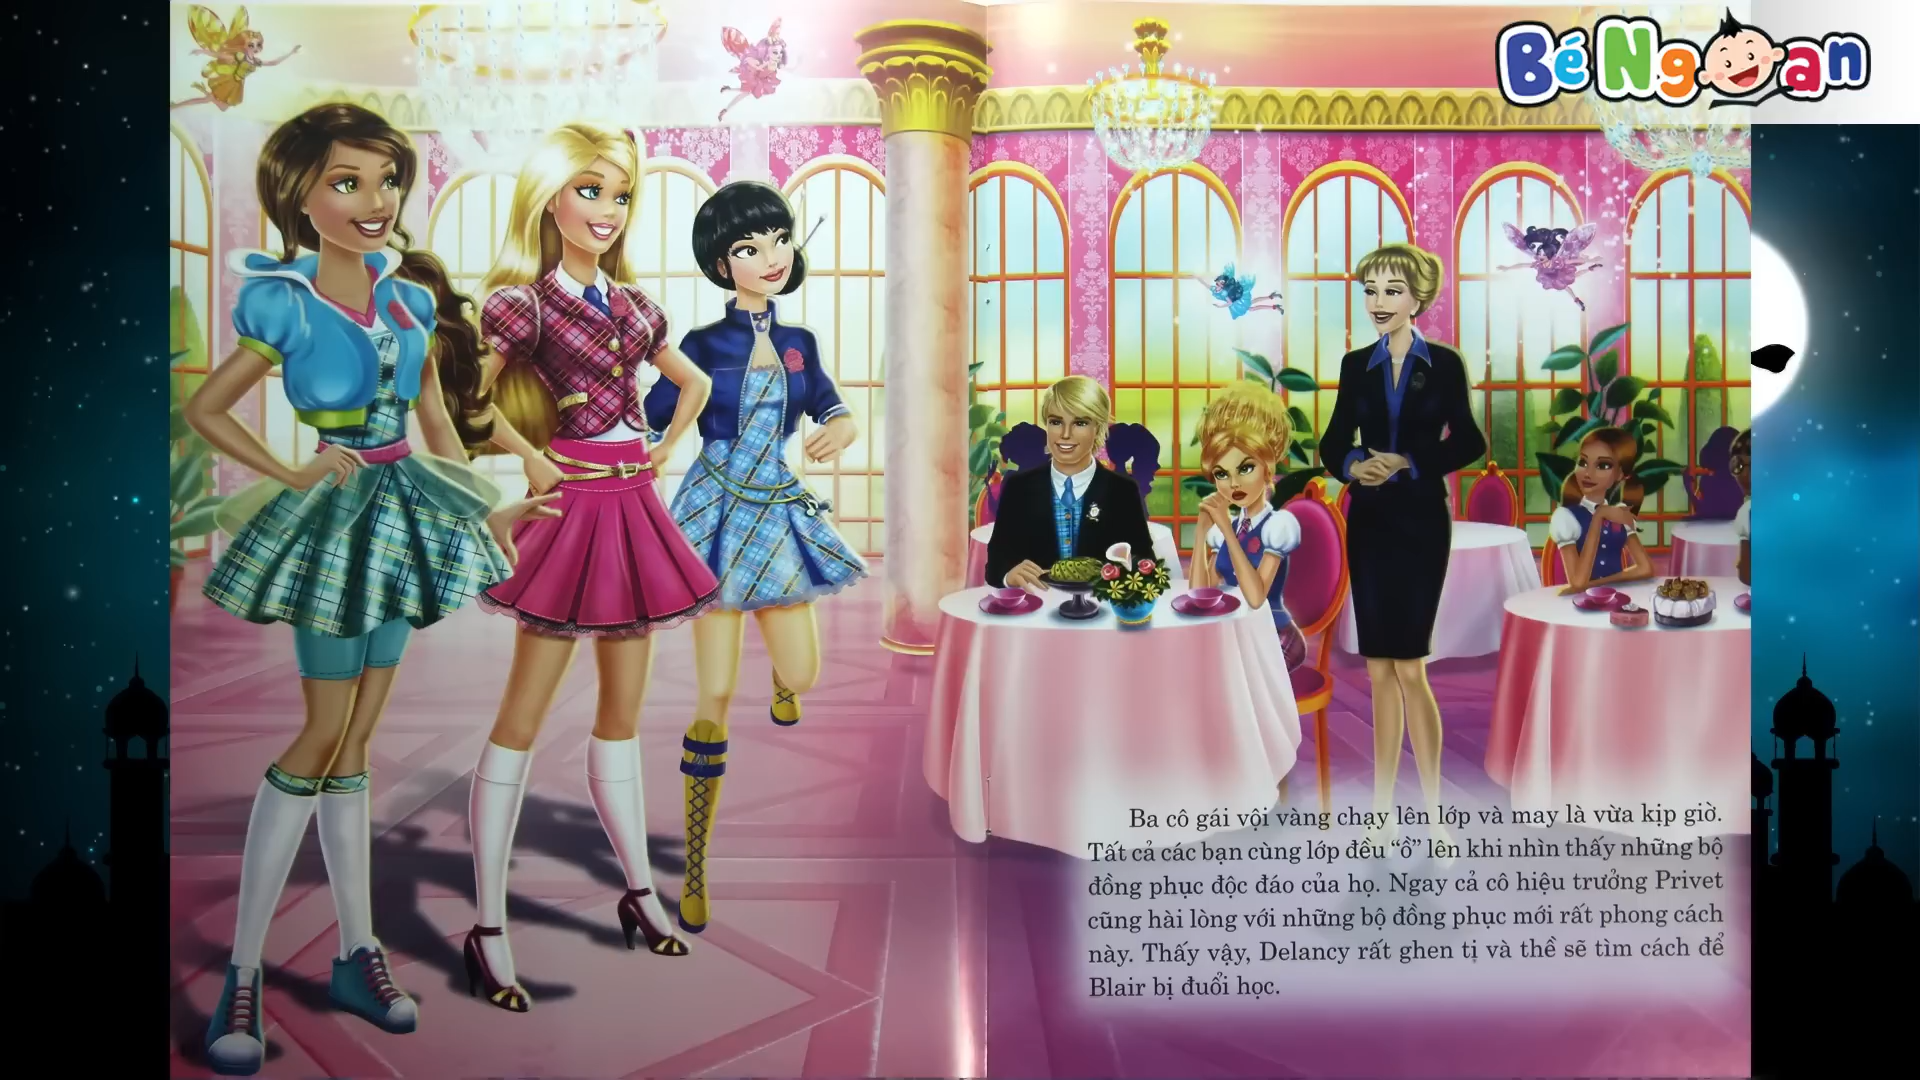 Bé Ngoan
Ba cô gái vội vàng chạy lên lớp và may là vừa kịp giờ.
Tất cả các bạn cùng lớp đều “ồ” lên khi nhìn thấy những bộ
đồng phục độc đáo của họ. Ngay cả cô hiệu trưởng Privet
cũng hài lòng với những bộ đồng phục mới rất phong cách
này. Thấy vậy, Delancy rất ghen tị và thề sẽ tìm cách để
Blair bị đuổi học.